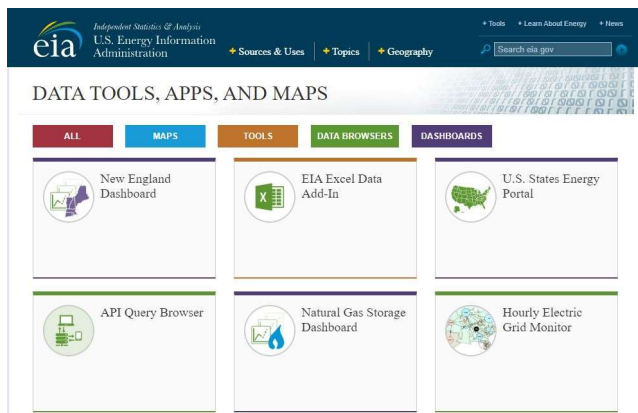 + Tools + Learn About Energy + News
eia
Independent Statistics & Analysis
U.S. Energy Information
Administration
+ Sources & Uses + Topics + Geography
Search eia.gov
DATA TOOLS, APPS, AND MAPS
ALL MAPS TOOLS DATA BROWSERS DASHBOARDS
New England
Dashboard
EIA Excel Data
Add-In
U.S. States Energy
Portal
API Query Browser
Natural Gas Storage
Dashboard
Hourly Electric
Grid Monitor